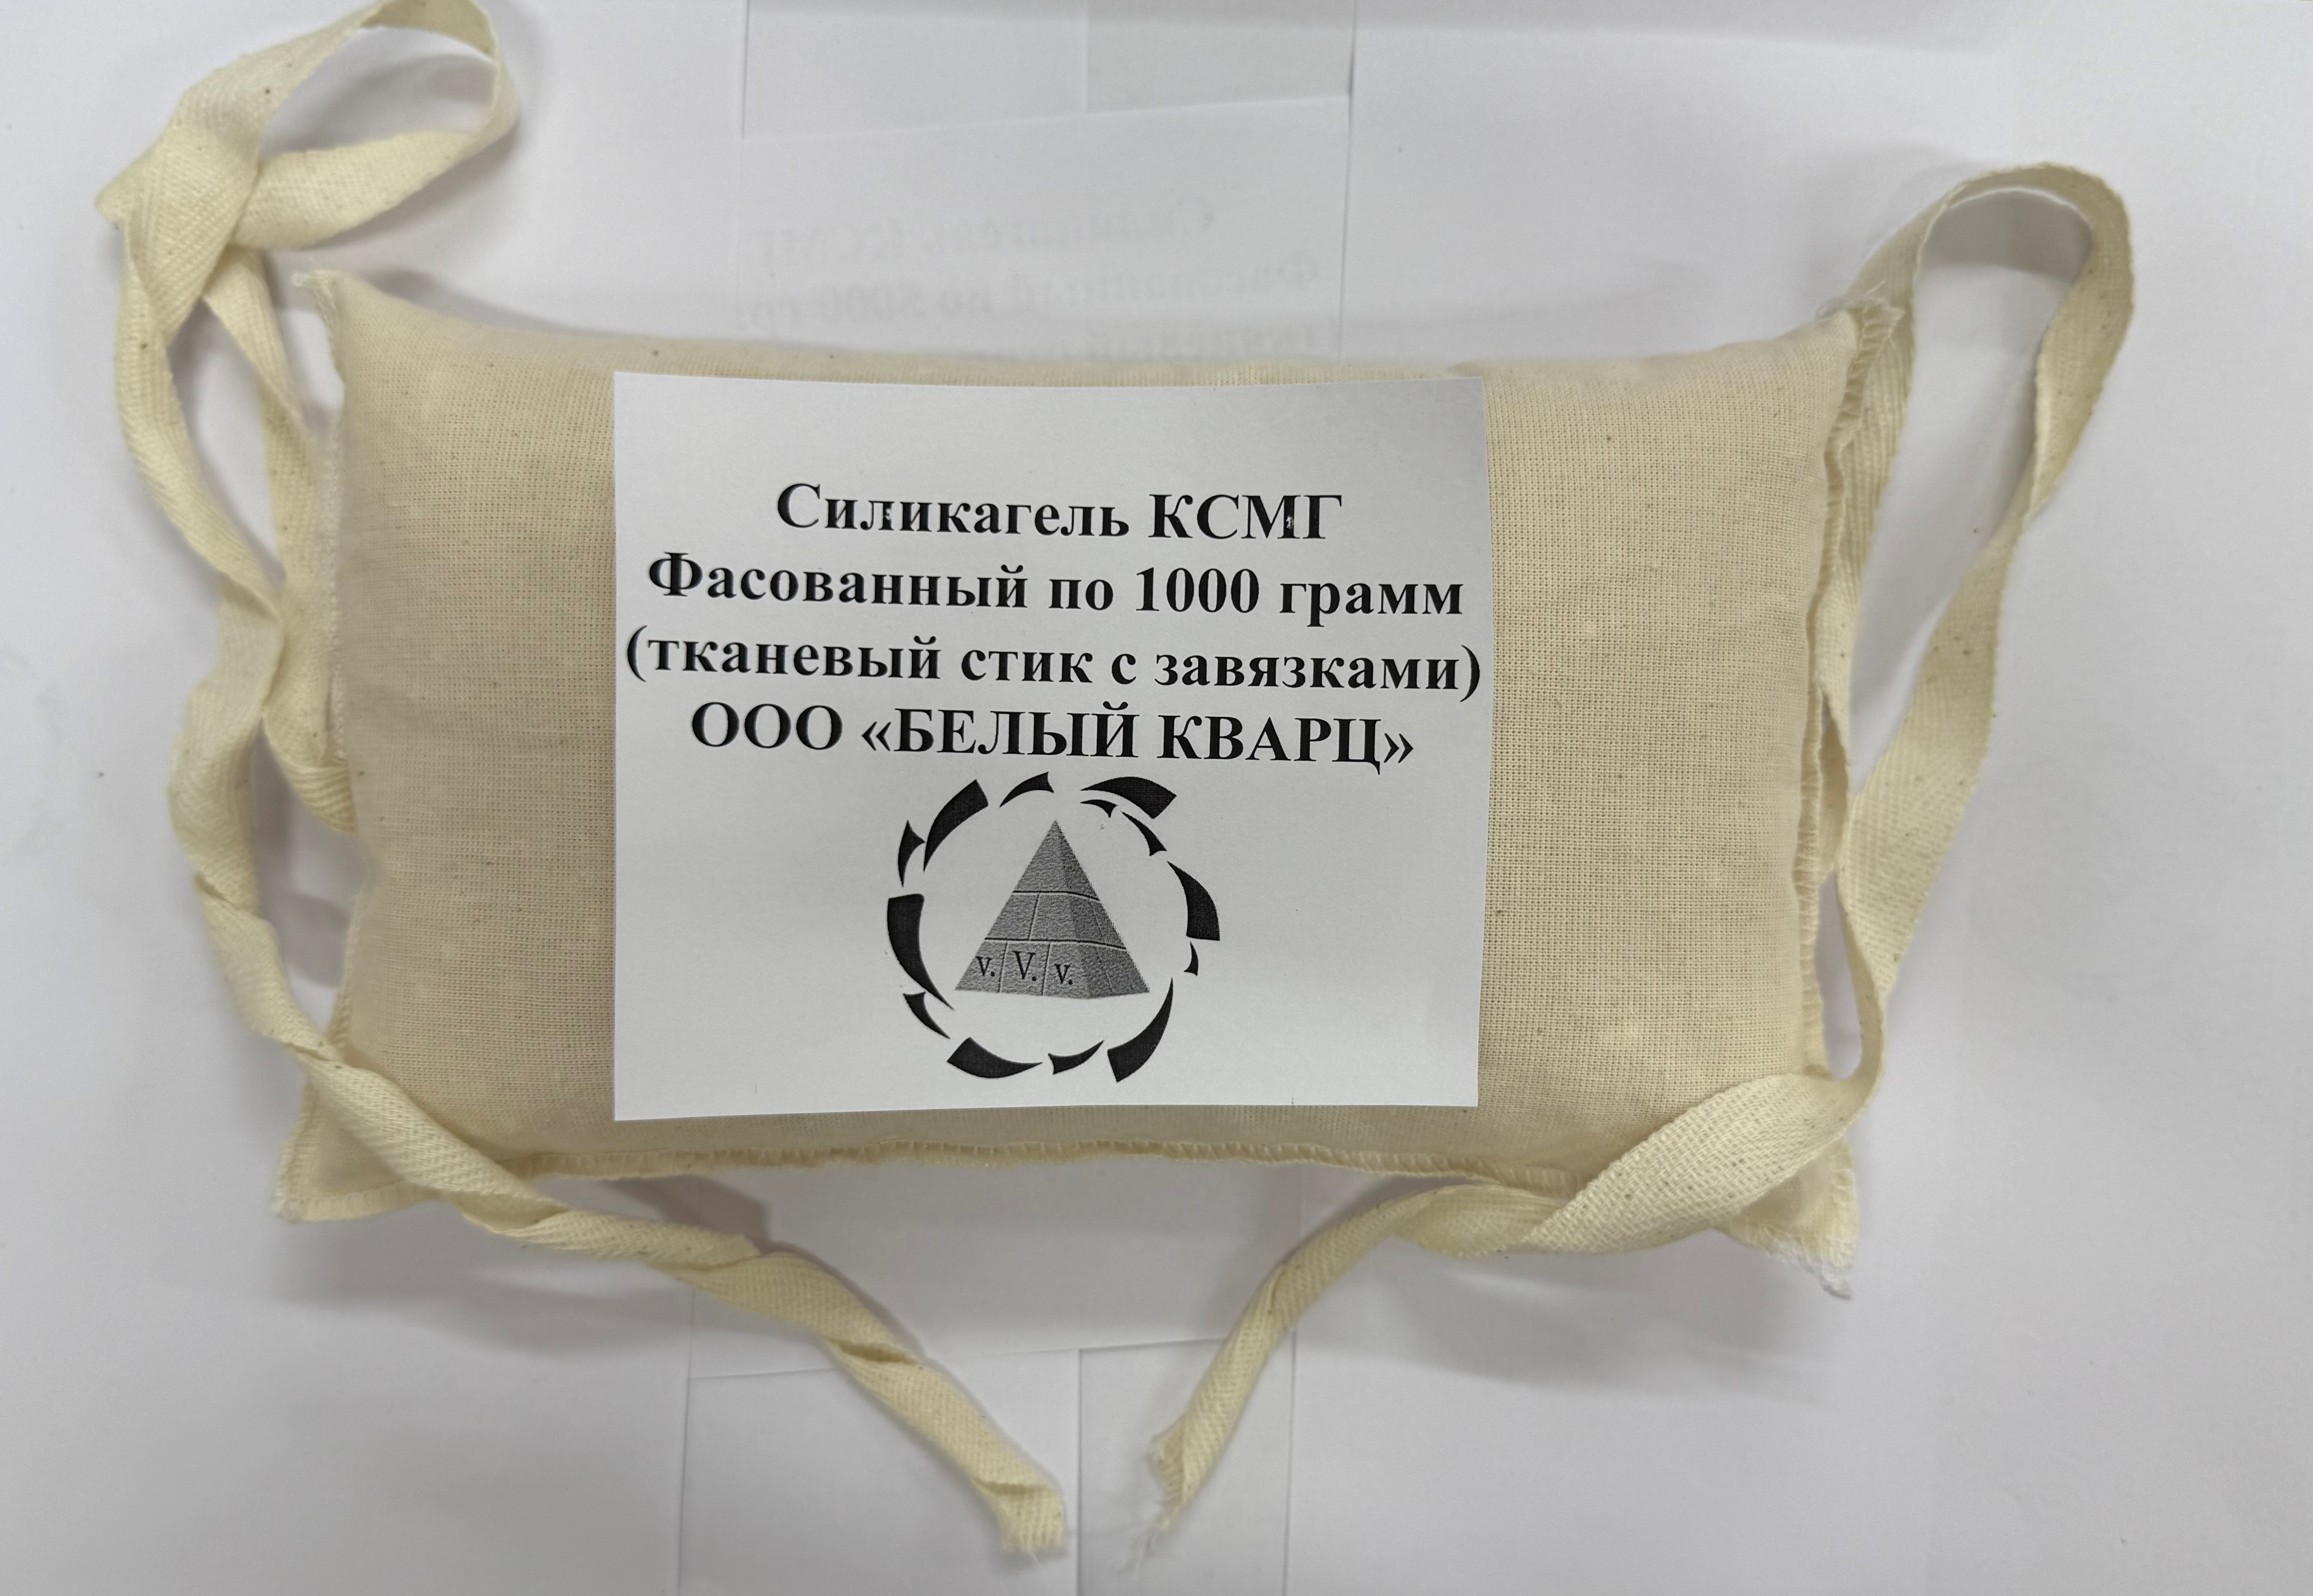 Силикагель КСМГ
Фасованный по 1000 грамм
(тканевый стик с завязками)
ООО «БЕЛЫЙ КВАРЦ»
v. V. v.